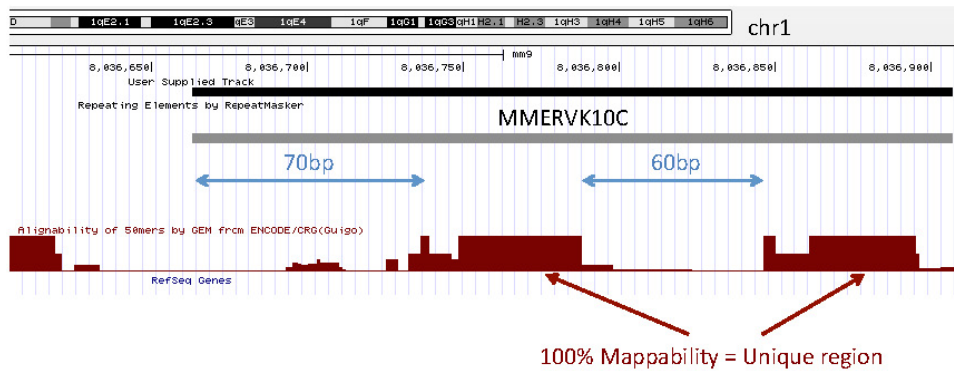 D 1qE2.1 1qE2.3 qE3 1qE4 1qF 1qG1 1qG3 qH1 H2.1 H2.3 1qH3 1qH4 1qH5 1qH6
chr1
mm9
8,036,650| 8,036,700| 8,036,750| 8,036,800| 8,036,850| 8,036,900|
User Supplied Track
Repeating Elements by RepeatMasker
MMERVK10C
70bp 60bp
Alignability of 50mers by GEM from ENCODE/CRG(Guigo)
RefSeq Genes
100% Mappability = Unique region